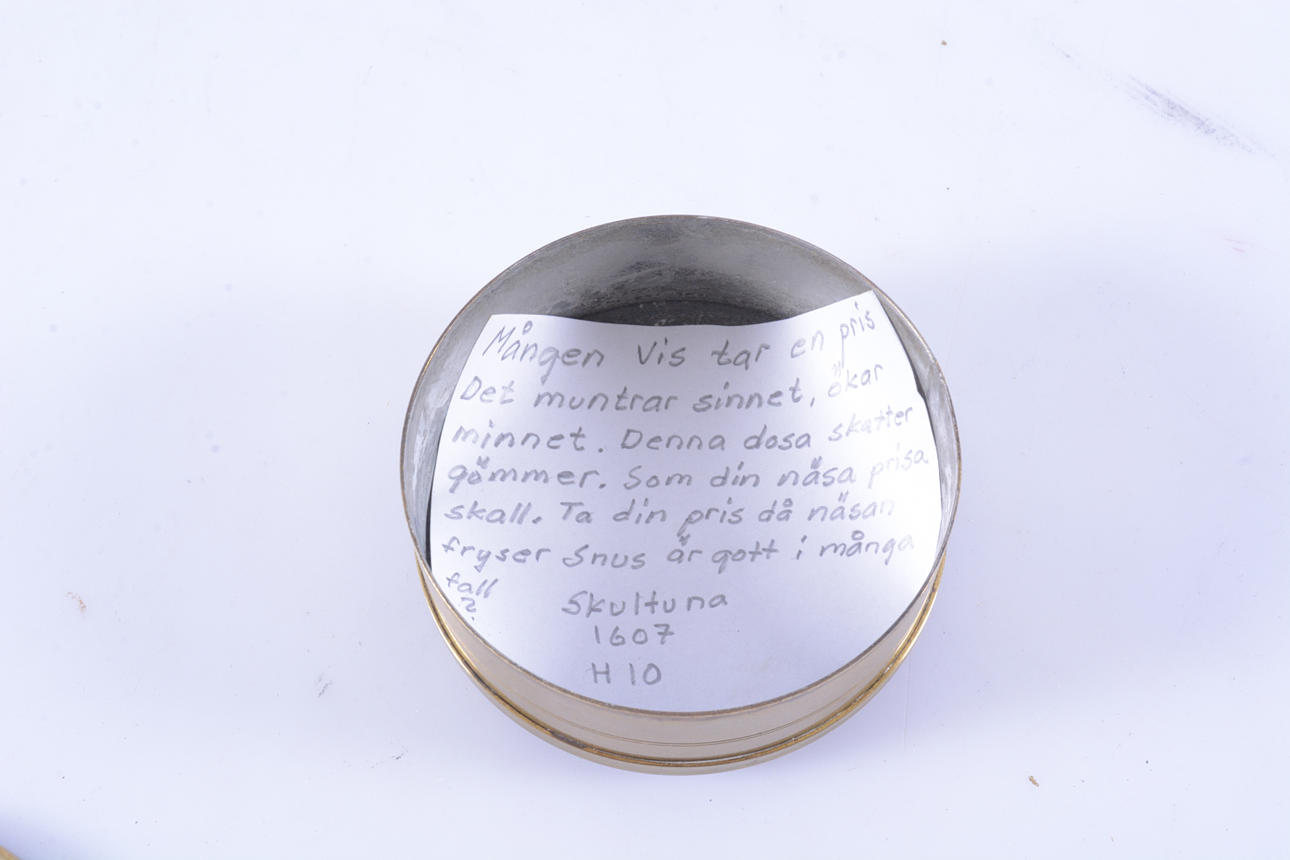 Mången Vis tar en pris
Det muntrar sinnet, ökar
minnet. Denna dosa skatter
gömmer. Som din näsa prisa
skall. Ta din pris då näsan
fryser Snus är gott i många
fall
?
Skultuna
1607
H 10